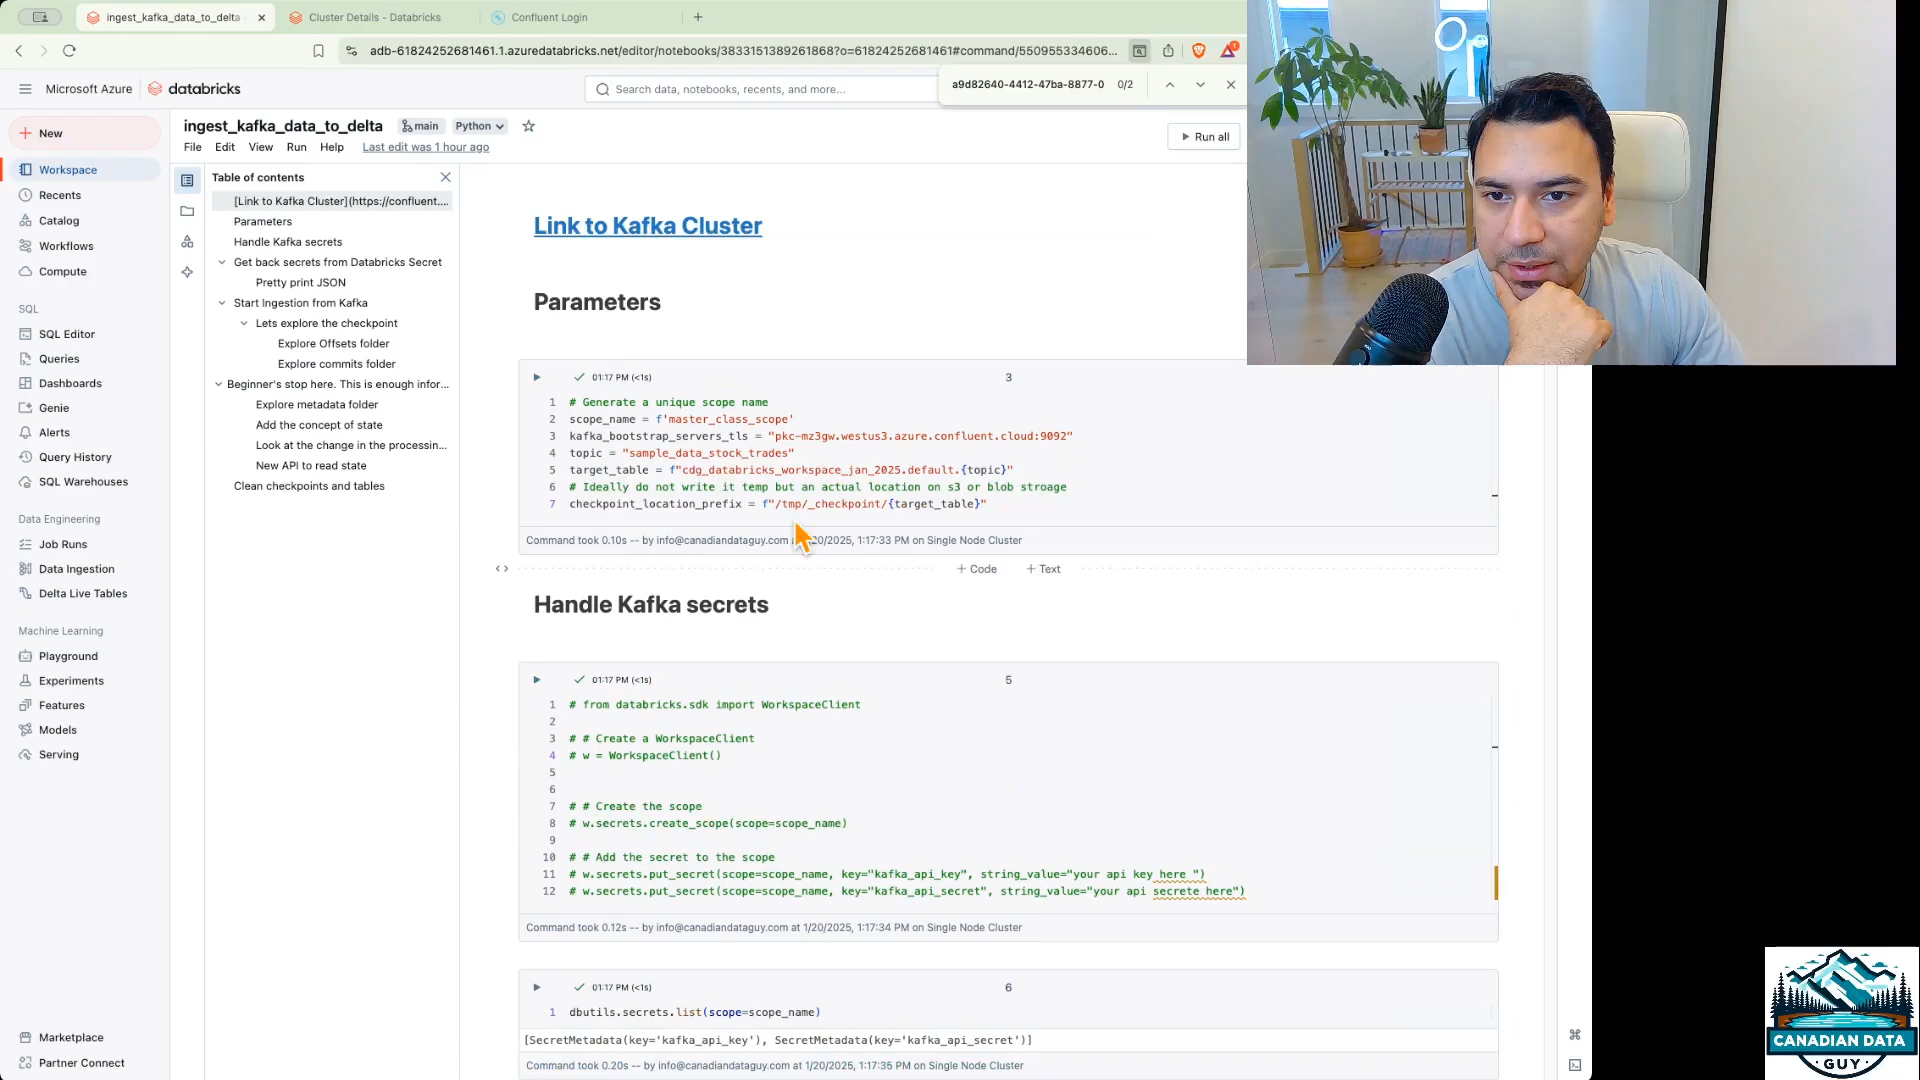 ingest_kafka_data_to_delta
Cluster Details - Databricks
Confluent Login
adb-61824252681461.1.azuredatabricks.net/editor/notebooks/3833151389261868?o=61824252681461#command/550955334606...
Microsoft Azure
databricks
Search data, notebooks, recents, and more...
a9d82640-4412-47ba-8877-0 0/2
New
Workspace
Recents
Catalog
Workflows
Compute
SQL
SQL Editor
Queries
Dashboards
Genie
Alerts
Query History
SQL Warehouses
Data Engineering
Job Runs
Data Ingestion
Delta Live Tables
Machine Learning
Playground
Experiments
Features
Models
Serving
Marketplace
Partner Connect
ingest_kafka_data_to_delta main Python
File Edit View Run Help Last edit was 1 hour ago
Run all
Table of contents
[Link to Kafka Cluster](https://confluent....
Parameters
Handle Kafka secrets
Get back secrets from Databricks Secret
Pretty print JSON
Start Ingestion from Kafka
Lets explore the checkpoint
Explore Offsets folder
Explore commits folder
Beginner's stop here. This is enough infor...
Explore metadata folder
Add the concept of state
Look at the change in the processin...
New API to read state
Clean checkpoints and tables
Link to Kafka Cluster
Parameters
01:17 PM (<1s) 3
1 # Generate a unique scope name
2 scope_name = f'master_class_scope'
3 kafka_bootstrap_servers_tls = "pkc-mz3gw.westus3.azure.confluent.cloud:9092"
4 topic = "sample_data_stock_trades"
5 target_table = f"cdg_databricks_workspace_jan_2025.default.{topic}"
6 # Ideally do not write it temp but an actual location on s3 or blob stroage
7 checkpoint_location_prefix = f"/tmp/_checkpoint/{target_table}"
Command took 0.10s -- by info@canadiandataguy.com 20/2025, 1:17:33 PM on Single Node Cluster
+ Code + Text
Handle Kafka secrets
01:17 PM (<1s) 5
1 # from databricks.sdk import WorkspaceClient
2
3 # # Create a WorkspaceClient
4 # w = WorkspaceClient()
5
6
7 # # Create the scope
8 # w.secrets.create_scope(scope=scope_name)
9
10 # # Add the secret to the scope
11 # w.secrets.put_secret(scope=scope_name, key="kafka_api_key", string_value="your api key here ")
12 # w.secrets.put_secret(scope=scope_name, key="kafka_api_secret", string_value="your api secrete here")
Command took 0.12s -- by info@canadiandataguy.com at 1/20/2025, 1:17:34 PM on Single Node Cluster
01:17 PM (<1s) 6
1 dbutils.secrets.list(scope=scope_name)
[SecretMetadata(key='kafka_api_key'), SecretMetadata(key='kafka_api_secret')]
Command took 0.20s -- by info@canadiandataguy.com at 1/20/2025, 1:17:35 PM on Single Node Cluster
CANADIAN DATA
GUY